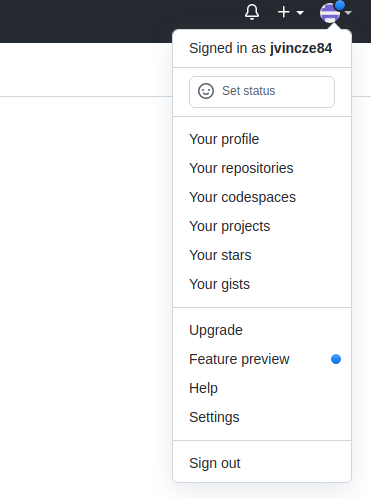 Signed in as jvincze84
Set status
Your profile
Your repositories
Your codespaces
Your projects
Your stars
Your gists
Upgrade
Feature preview
Help
Settings
Sign out